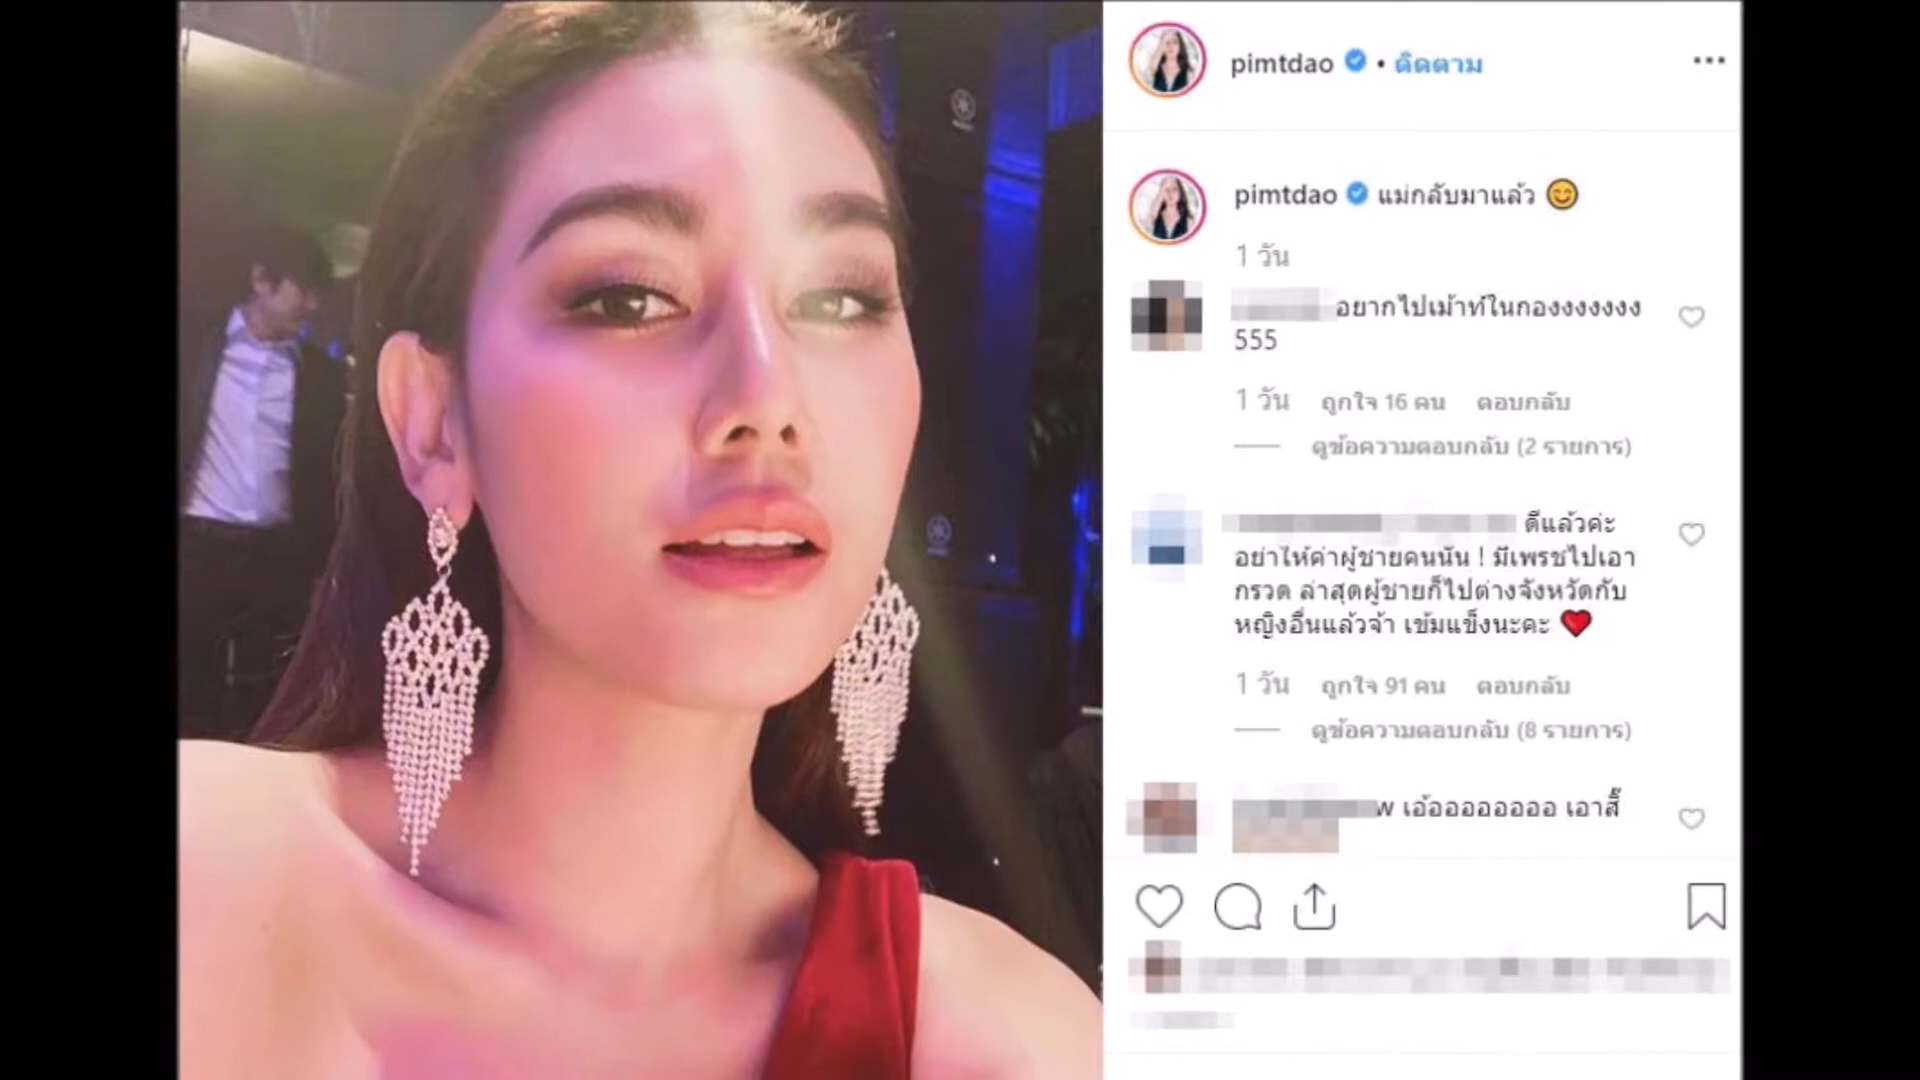 pimtdao • ติดตาม
pimtdao แม่กลับมาแล้ว 😊
1 วัน
อยากไปเม้าท์ในกองงงงงงง
555
1 วัน ถูกใจ 16 คน ตอบกลับ
ดูข้อความตอบกลับ (2 รายการ)
ดีแล้วค่ะ
อย่าให้ค่าผู้ชายคนนั้น ! มีเพรชไปเอา
กรวด ล่าสุดผู้ชายก็ไปต่างจังหวัดกับ
หญิงอื่นแล้วจ้า เข้มแข็งนะคะ ❤️
1 วัน ถูกใจ 91 คน ตอบกลับ
ดูข้อความตอบกลับ (8 รายการ)
w เอ้ออออออออ เอาสิ๊